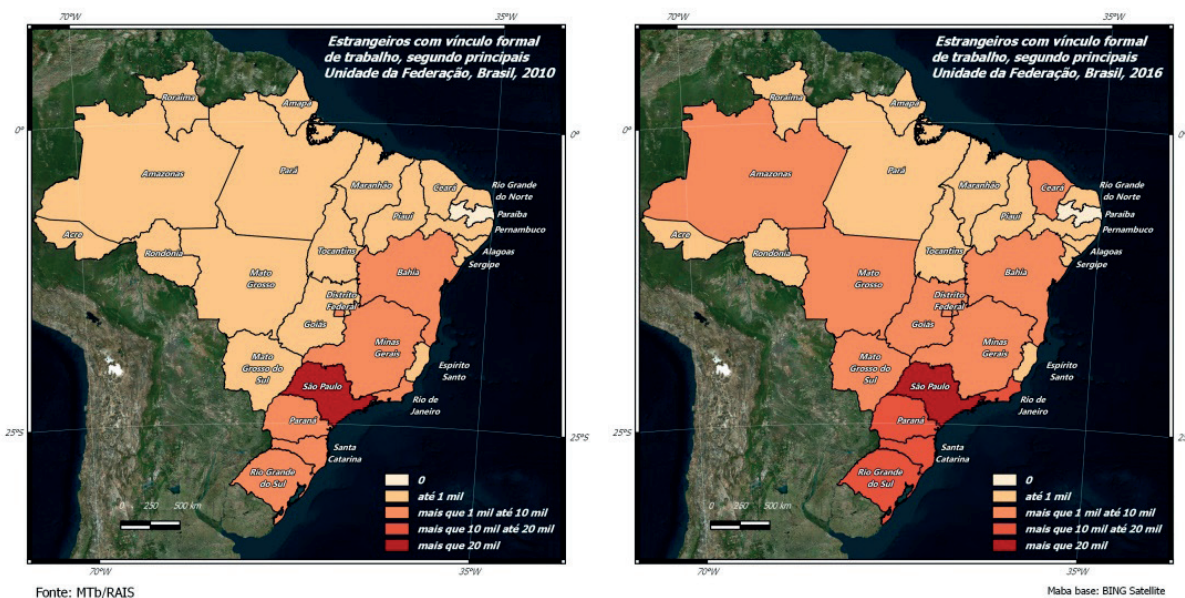 70°W
35°W
Estrangeiros com vínculo formal
de trabalho, segundo principais
Unidade da Federação, Brasil, 2010
Roraima
Amapa
0°
0°
Amazonas
Pará
Maranhão
Ceará
Rio Grande
do Norte
Paraíba
Piauí
Pernambuco
Acre
Tocantins
Alagoas
Rondônia
Sergipe
Mato
Grosso
Bahia
Distrito
Federal
Goiás
Minas
Gerais
Mato
Grosso do
Sul
Espírito
Santo
São Paulo
Rio de
Janeiro
Paraná
25°S
25°S
Santa
Catarina
Rio Grande
do Sul
0
até 1 mil
mais que 1 mil até 10 mil
mais que 10 mil até 20 mil
mais que 20 mil
0 250 500 km
70°W
35°W
Fonte: MTb/RAIS
70°W
35°W
Estrangeiros com vínculo formal
de trabalho, segundo principais
Unidade da Federação, Brasil, 2016
Roraima
Amapa
0°
0°
Amazonas
Pará
Maranhão
Ceará
Rio Grande
do Norte
Paraíba
Piauí
Pernambuco
Acre
Tocantins
Alagoas
Rondônia
Sergipe
Mato
Grosso
Bahia
Distrito
Federal
Goiás
Minas
Gerais
Mato
Grosso do
Sul
Espírito
Santo
São Paulo
Rio de
Janeiro
Paraná
25°S
25°S
Santa
Catarina
Rio Grande
do Sul
0
até 1 mil
mais que 1 mil até 10 mil
mais que 10 mil até 20 mil
mais que 20 mil
0 250 500 km
70°W
35°W
Maba base: BING Satellite